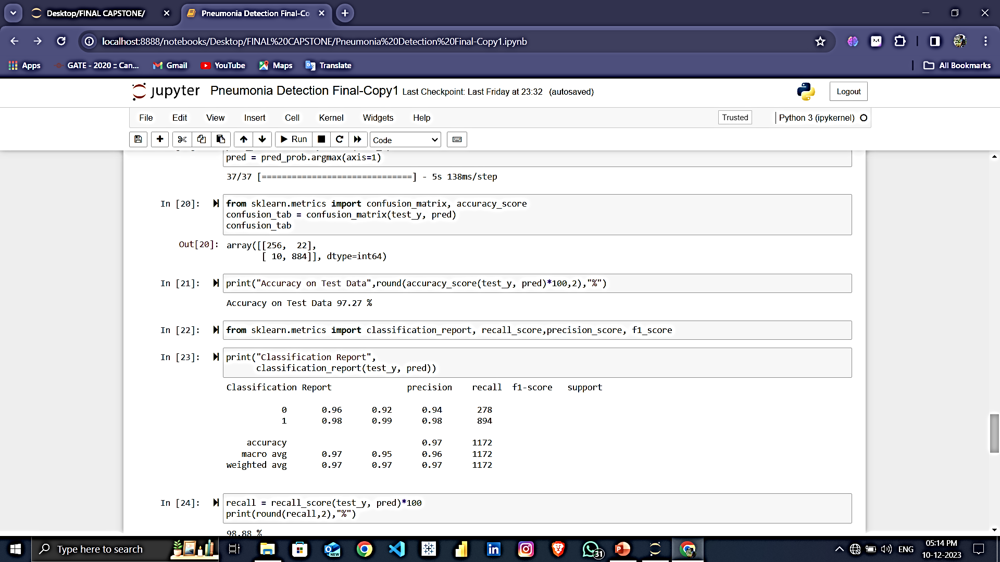 Desktop/FINAL CAPSTONE/
Pneumonia Detection Final-Co
localhost:8888/notebooks/Desktop/FINAL%20CAPSTONE/Pneumonia%20Detection%20Final-Copy1.ipynb
Apps GATE - 2020 :: Can... Gmail YouTube Maps Translate All Bookmarks
jupyter Pneumonia Detection Final-Copy1 Last Checkpoint: Last Friday at 23:32 (autosaved) Logout
File Edit View Insert Cell Kernel Widgets Help Trusted Python 3 (ipykernel)
Run Code
pred = pred_prob.argmax(axis=1)
37/37 [==============================] - 5s 138ms/step
In [20]: from sklearn.metrics import confusion_matrix, accuracy_score
confusion_tab = confusion_matrix(test_y, pred)
confusion_tab
Out[20]: array([[256, 22],
[ 10, 884]], dtype=int64)
In [21]: print("Accuracy on Test Data",round(accuracy_score(test_y, pred)*100,2),"%")
Accuracy on Test Data 97.27 %
In [22]: from sklearn.metrics import classification_report, recall_score,precision_score, f1_score
In [23]: print("Classification Report",
classification_report(test_y, pred))
Classification Report precision recall f1-score support
0 0.96 0.92 0.94 278
1 0.98 0.99 0.98 894
accuracy 0.97 1172
macro avg 0.97 0.95 0.96 1172
weighted avg 0.97 0.97 0.97 1172
In [24]: recall = recall_score(test_y, pred)*100
print(round(recall,2),"%")
98.88 %
Type here to search
NEW
31
ENG
05:14 PM
10-12-2023